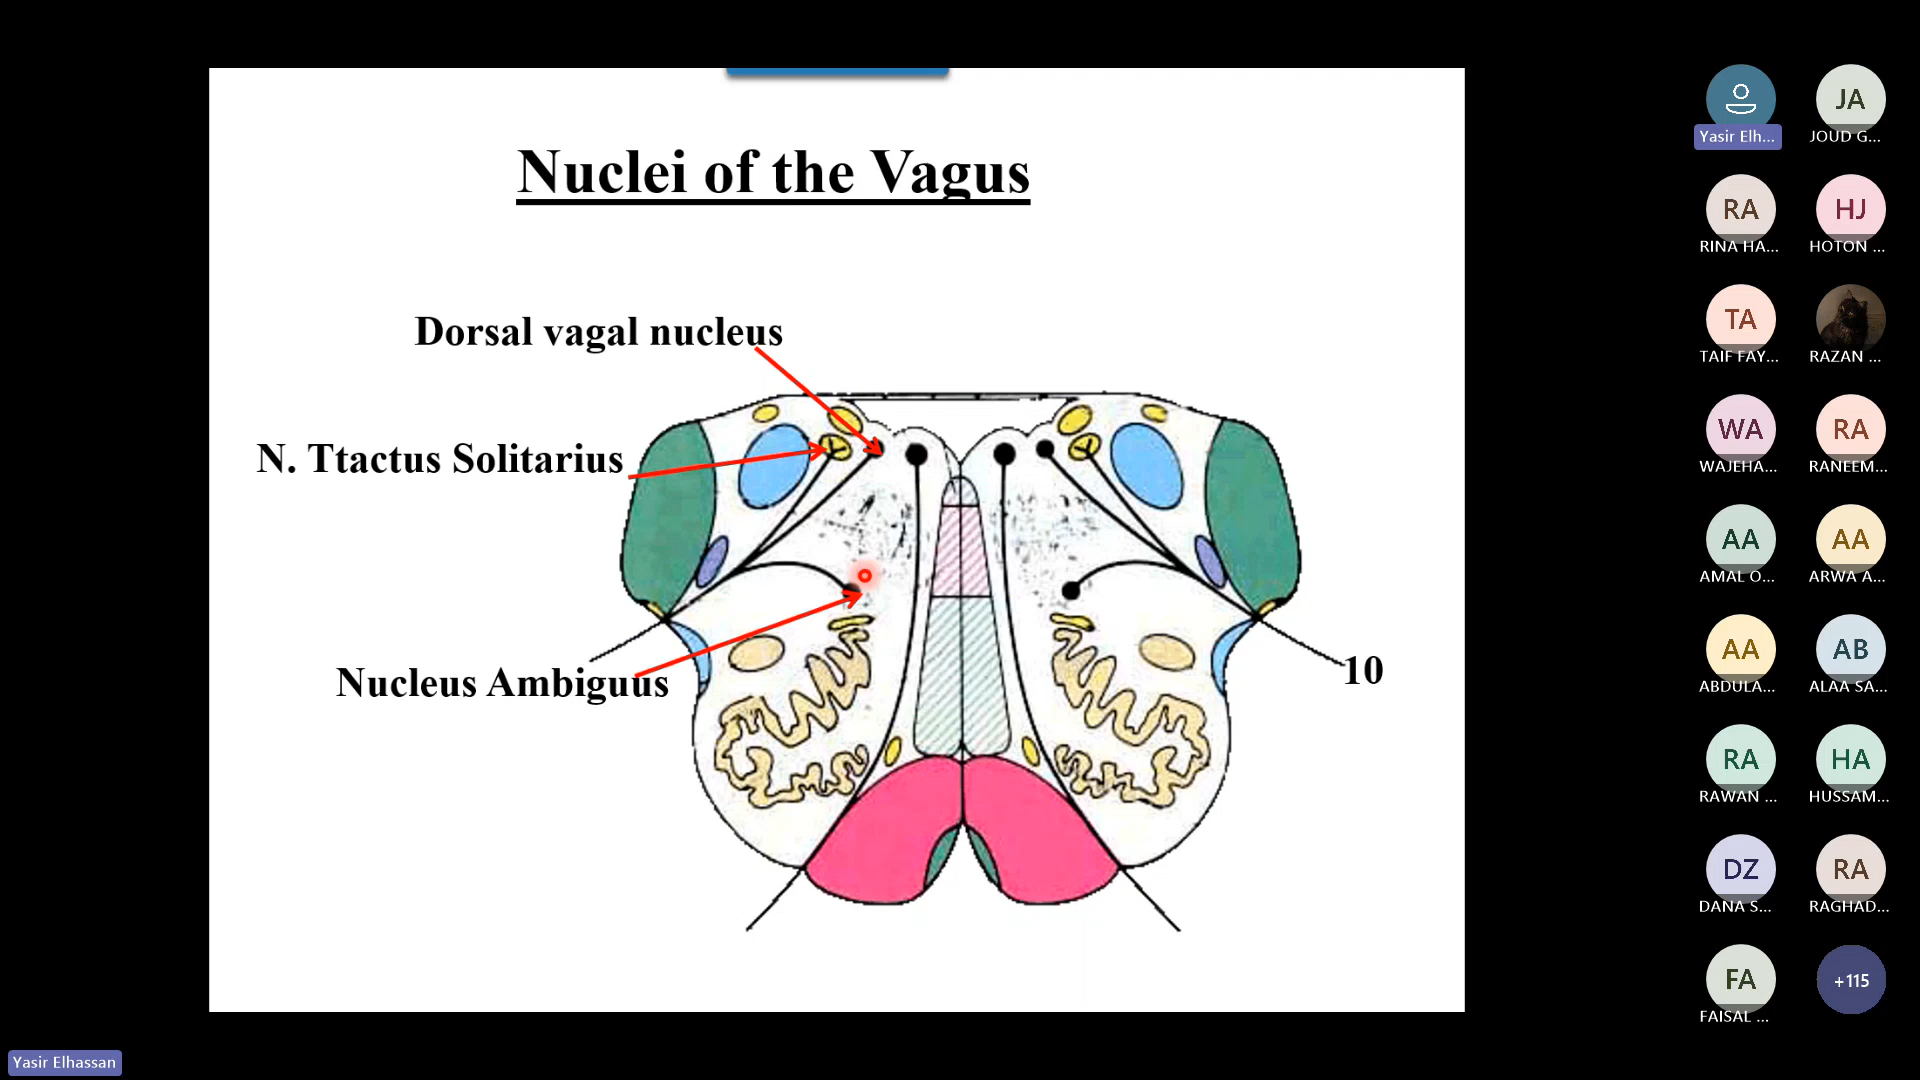 Nuclei of the Vagus
Dorsal vagal nucleus
N. Ttactus Solitarius
Nucleus Ambiguus
10
Yasir Elh...
JA
JOUD G...
RA
RINA HA...
HJ
HOTON ...
TA
TAIF FAY...
RAZAN ...
WA
WAJEHA...
RA
RANEEM...
AA
AMAL O...
AA
ARWA A...
AA
ABDULA...
AB
ALAA SA...
RA
RAWAN ...
HA
HUSSAM...
DZ
DANA S...
RA
RAGHAD...
FA
FAISAL ...
+115
Yasir Elhassan